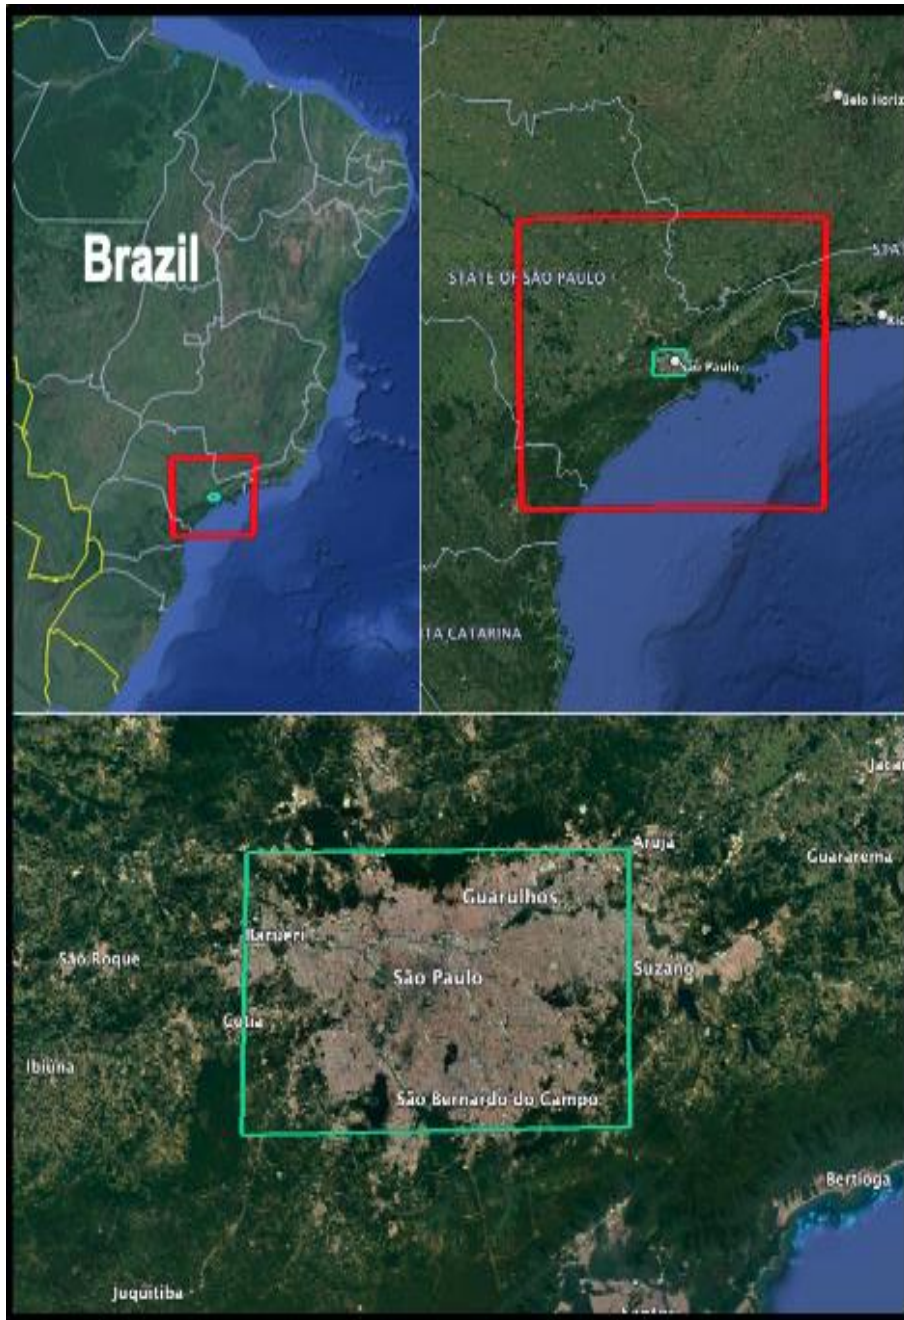 Brazil
Belo Horiz
STATE OF SÃO PAULO
STAT
São Paulo
TA CATARINA
Arujá
Guararema
Guarulhos
Barueri
São Roque
São Paulo
Suzano
Cotia
Ibiúna
São Bernardo do Campo
Bertioga
Juquitiba